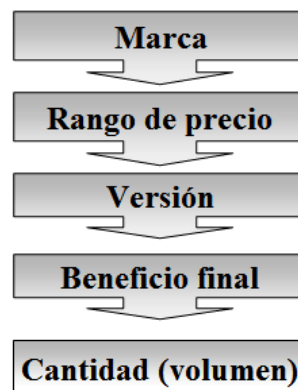 Marca
Rango de precio
Versión
Beneficio final
Cantidad (volumen)